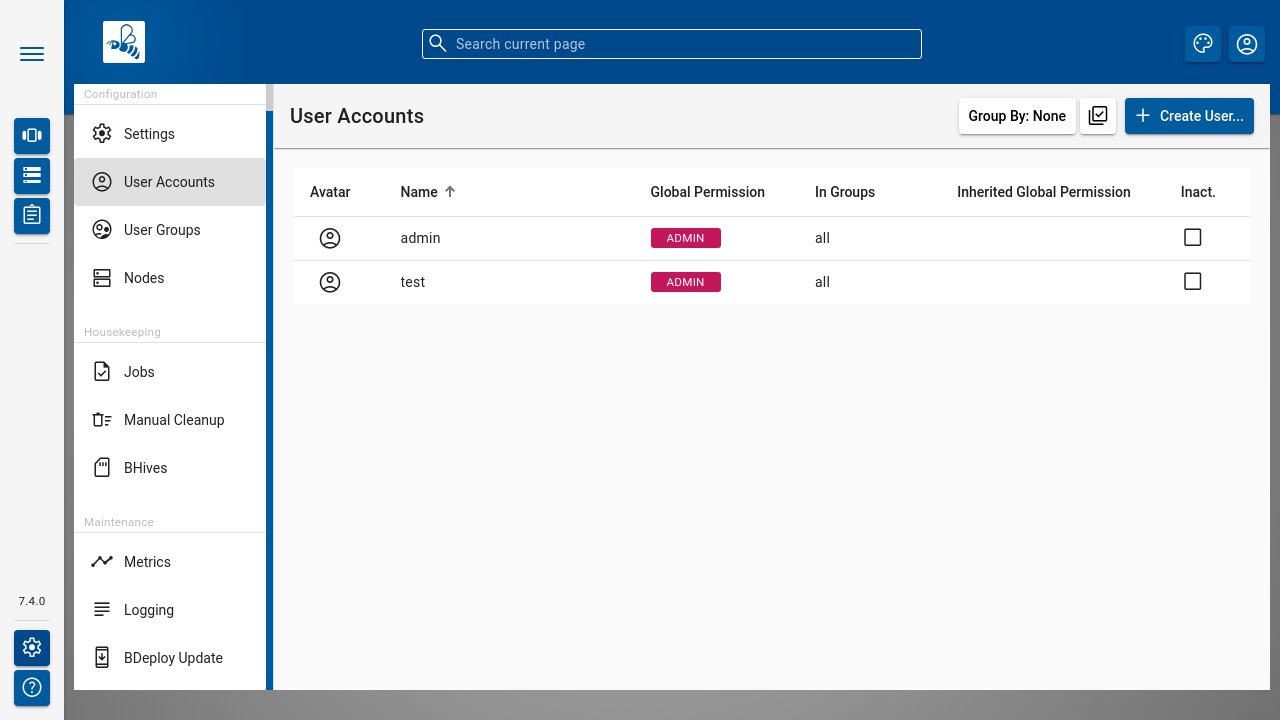 Search current page
Configuration
Settings
User Accounts
User Groups
Nodes
Housekeeping
Jobs
Manual Cleanup
BHives
Maintenance
Metrics
Logging
BDeploy Update
7.4.0
User Accounts
Group By: None
Create User...
Avatar Name Global Permission In Groups Inherited Global Permission Inact.
admin ADMIN all
test ADMIN all